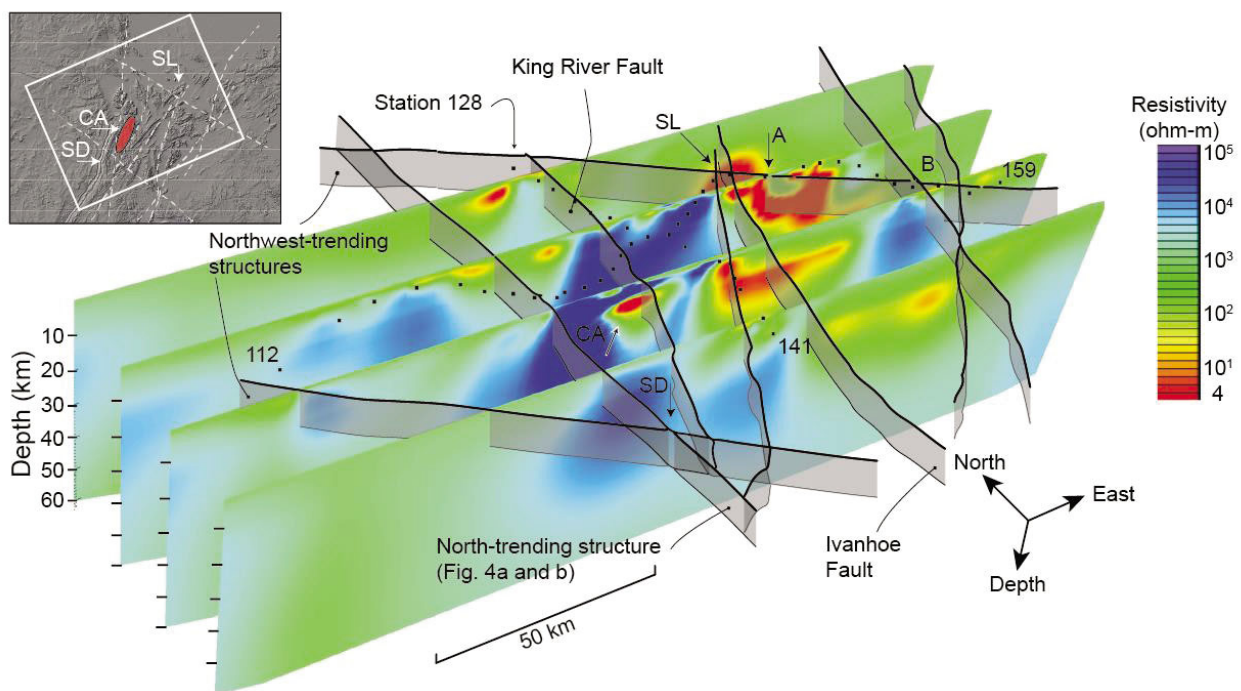 SL
CA
SD
King River Fault
Station 128
SL
A
B
159
Resistivity
(ohm-m)
10⁵
10⁴
10³
10²
10¹
4
Northwest-trending
structures
10
20
30
40
50
60
Depth (km)
112
CA
141
SD
North
East
Depth
North-trending structure
(Fig. 4a and b)
Ivanhoe
Fault
50 km